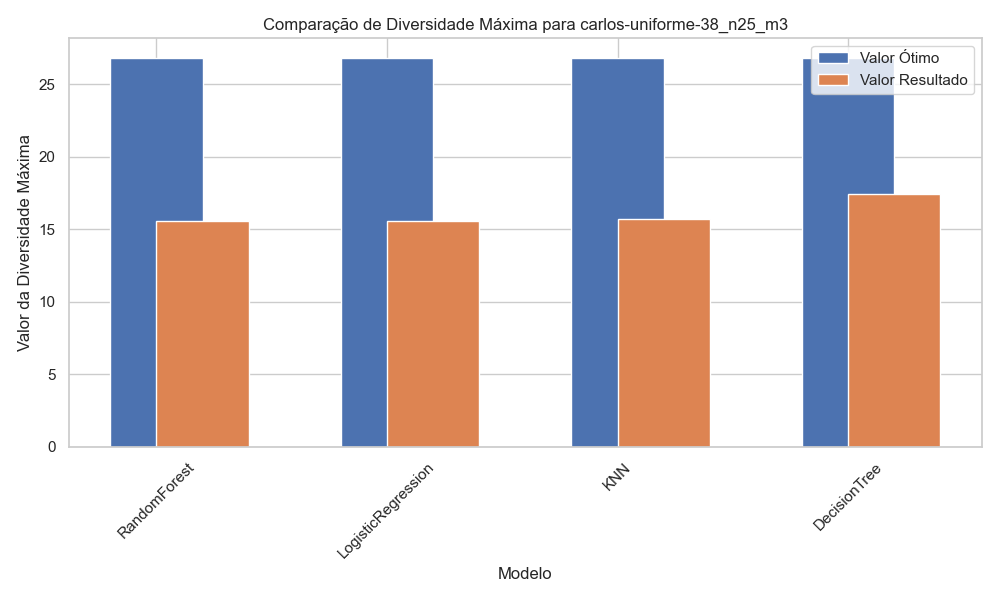 Comparação de Diversidade Máxima para carlos-uniforme-38_n25_m3
Valor Ótimo
Valor Resultado
Valor da Diversidade Máxima
25
20
15
10
5
0
RandomForest
LogisticRegression
KNN
DecisionTree
Modelo